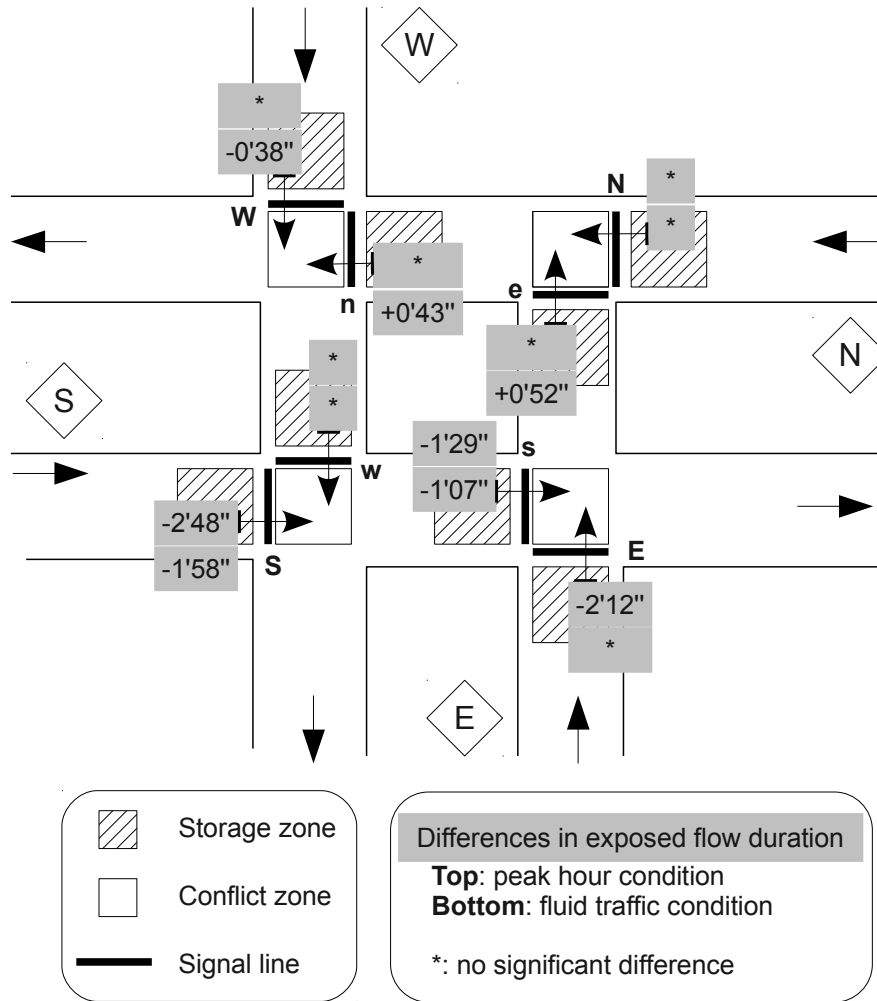 W
*
-0'38"
N
*
*
W
n
*
+0'43"
e
*
+0'52"
N
S
*
*
-1'29"
-1'07"
s
w
-2'48"
-1'58"
S
E
-2'12"
*
E
Storage zone
Conflict zone
Signal line
Differences in exposed flow duration
Top: peak hour condition
Bottom: fluid traffic condition
*: no significant difference